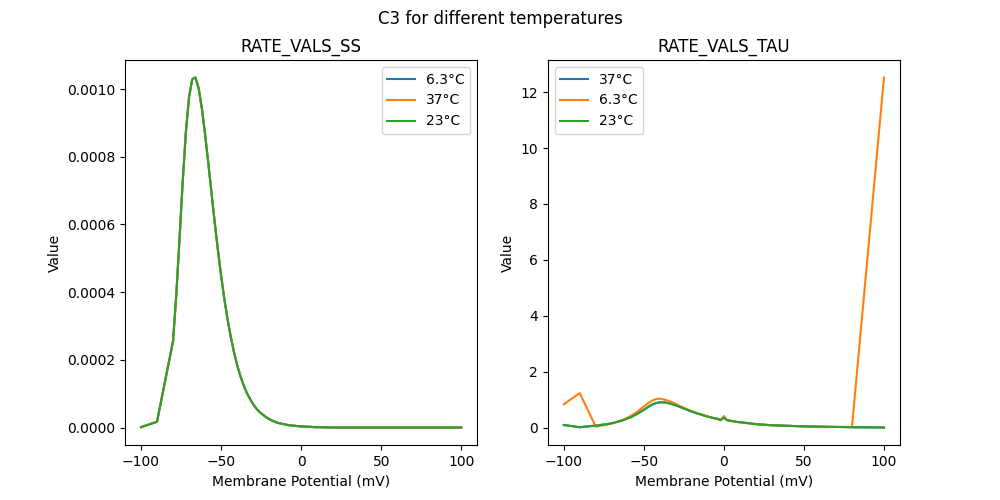 C3 for different temperatures
RATE_VALS_SS
Value
0.0010
0.0008
0.0006
0.0004
0.0002
0.0000
6.3°C
37°C
23°C
−100
−50
0
50
100
Membrane Potential (mV)
RATE_VALS_TAU
Value
12
10
8
6
4
2
0
37°C
6.3°C
23°C
−100
−50
0
50
100
Membrane Potential (mV)